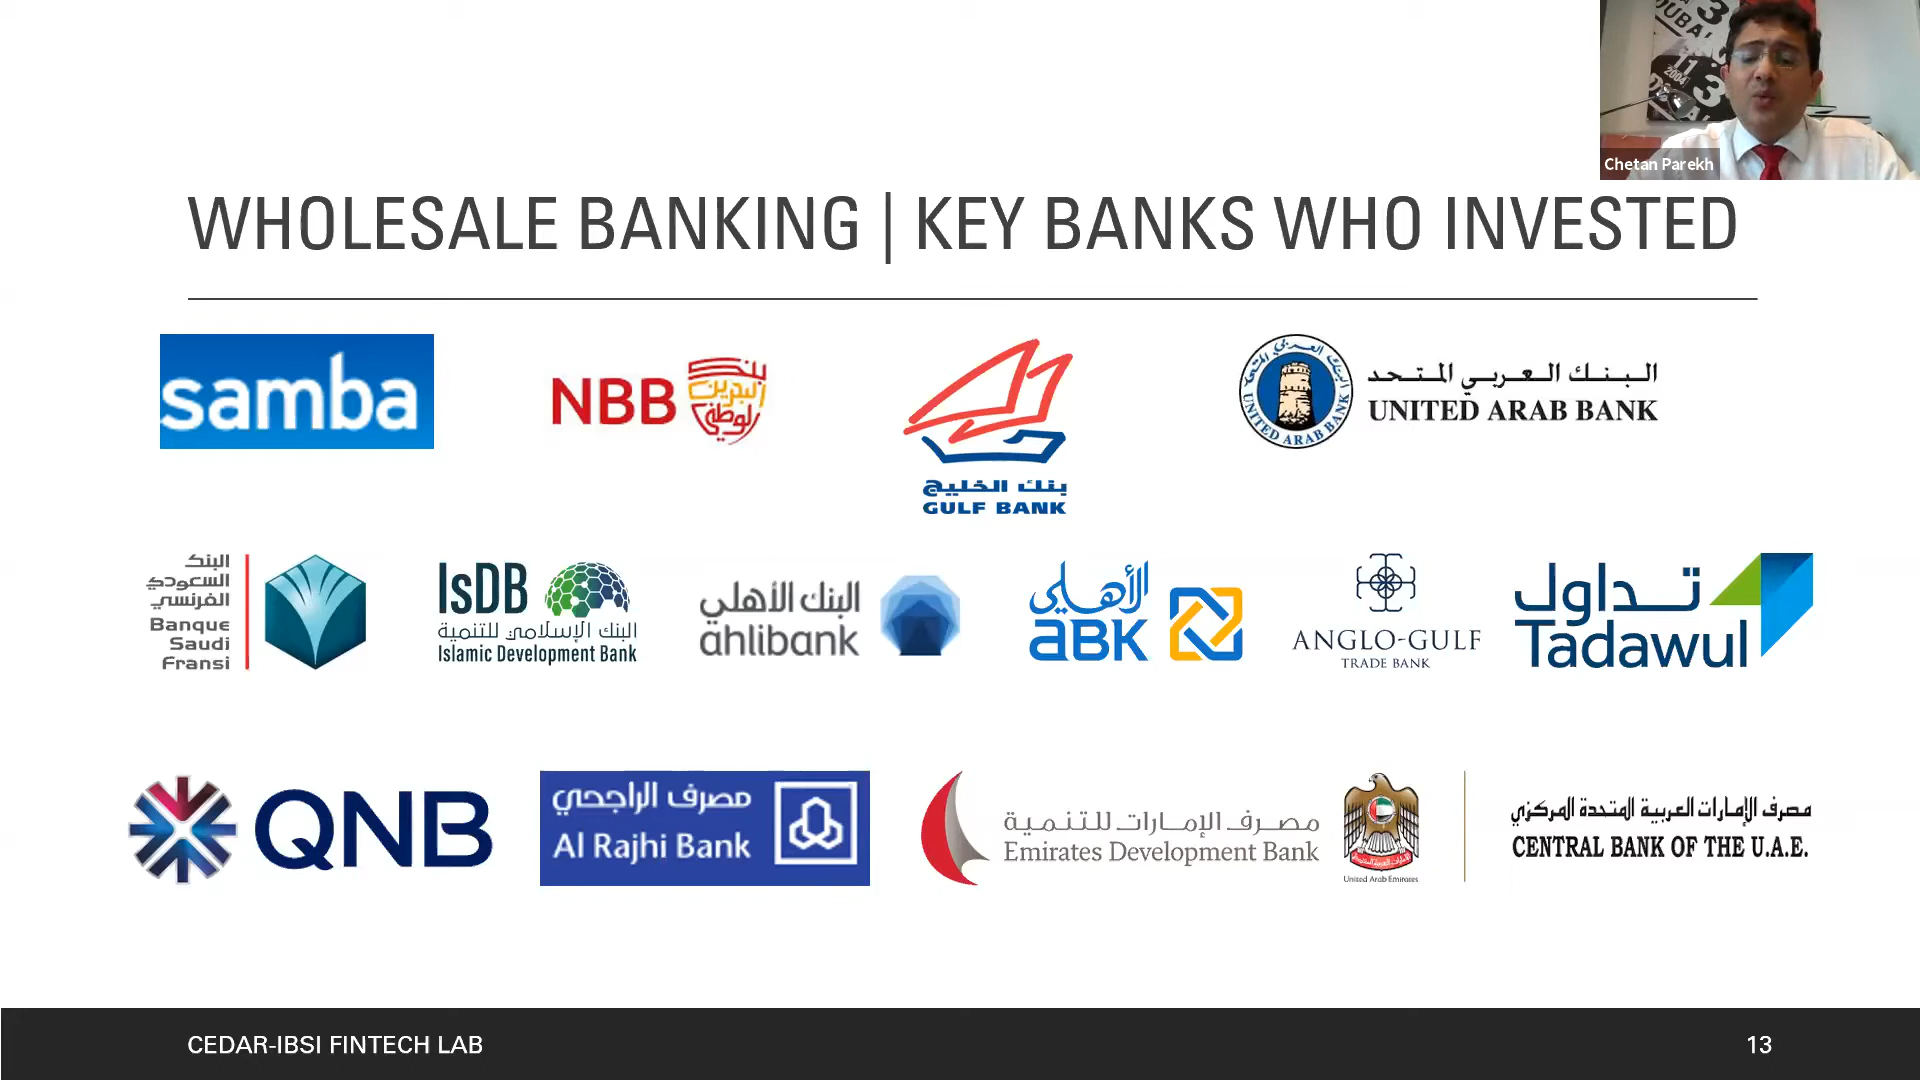 Chetan Parekh
WHOLESALE BANKING | KEY BANKS WHO INVESTED
samba
NBB
بنك
البحرين
الوطني
بنك الخليج
GULF BANK
البنك العربي المتحد
UNITED ARAB BANK
البنك العربي المتحد
UNITED ARAB BANK
البنك
السعودي
الفرنسي
Banque
Saudi
Fransi
IsDB
البنك الإسلامي للتنمية
Islamic Development Bank
البنك الأهلي
ahlibank
الأهلي
aBK
ANGLO-GULF
TRADE BANK
تداول
Tadawul
QNB
مصرف الراجحي
Al Rajhi Bank
مصرف الإمارات للتنمية
Emirates Development Bank
United Arab Emirates
مصرف الإمارات العربية المتحدة المركزي
CENTRAL BANK OF THE U.A.E.
CEDAR-IBSI FINTECH LAB
13